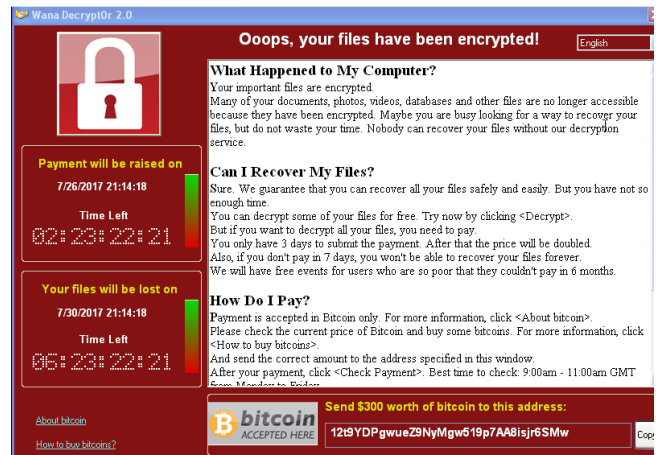 Wana Decrypt0r 2.0
Ooops, your files have been encrypted!
English
What Happened to My Computer?
Your important files are encrypted.
Many of your documents, photos, videos, databases and other files are no longer accessible
because they have been encrypted. Maybe you are busy looking for a way to recover your
files, but do not waste your time. Nobody can recover your files without our decryption
service.
Can I Recover My Files?
Sure. We guarantee that you can recover all your files safely and easily. But you have not so
enough time.
You can decrypt some of your files for free. Try now by clicking <Decrypt>.
But if you want to decrypt all your files, you need to pay.
You only have 3 days to submit the payment. After that the price will be doubled.
Also, if you don't pay in 7 days, you won't be able to recover your files forever.
We will have free events for users who are so poor that they couldn't pay in 6 months.
How Do I Pay?
Payment is accepted in Bitcoin only. For more information, click <About bitcoin>.
Please check the current price of Bitcoin and buy some bitcoins. For more information, click
<How to buy bitcoins>.
And send the correct amount to the address specified in this window.
After your payment, click <Check Payment>. Best time to check: 9:00am - 11:00am GMT
from Monday to Friday
Payment will be raised on
7/26/2017 21:14:18
Time Left
02:23:22:21
Your files will be lost on
7/30/2017 21:14:18
Time Left
06:23:22:21
About bitcoin
How to buy bitcoins?
bitcoin
ACCEPTED HERE
Send $300 worth of bitcoin to this address:
12t9YDPgwueZ9NyMgw519p7AA8isjr6SMw
Copy